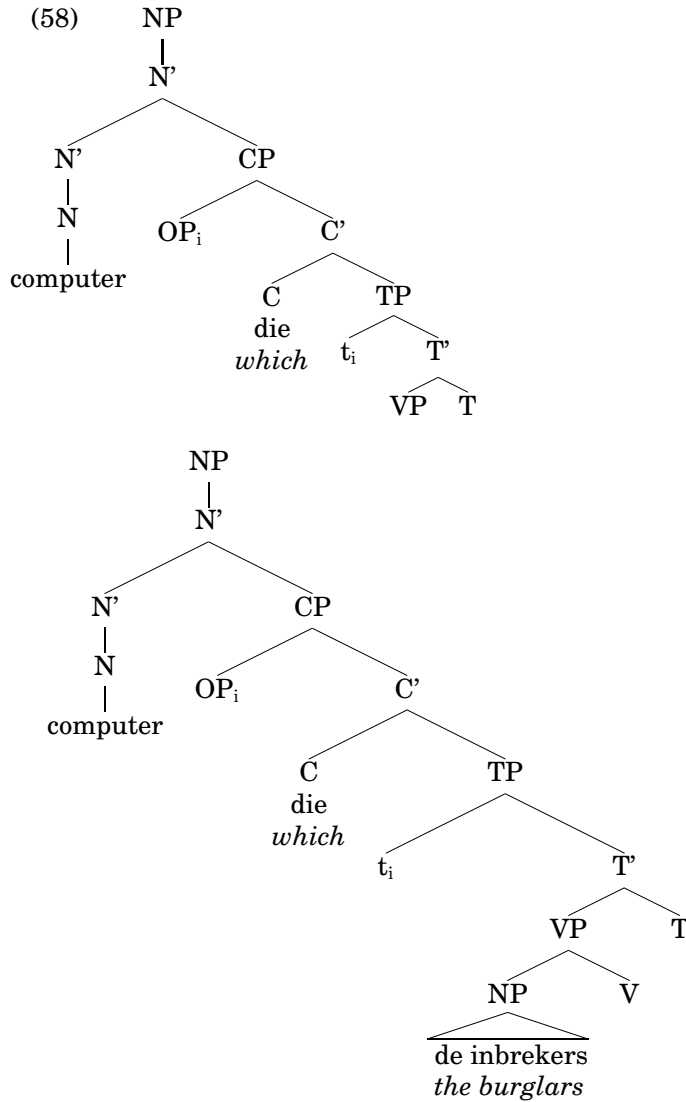 (58) NP
N’
N’ CP
N OPᵢ C’
computer C TP
die tᵢ T’
which VP T
NP
N’
N’ CP
N OPᵢ C’
computer
C TP
die
which
tᵢ T’
VP T
NP V
de inbrekers
the burglars